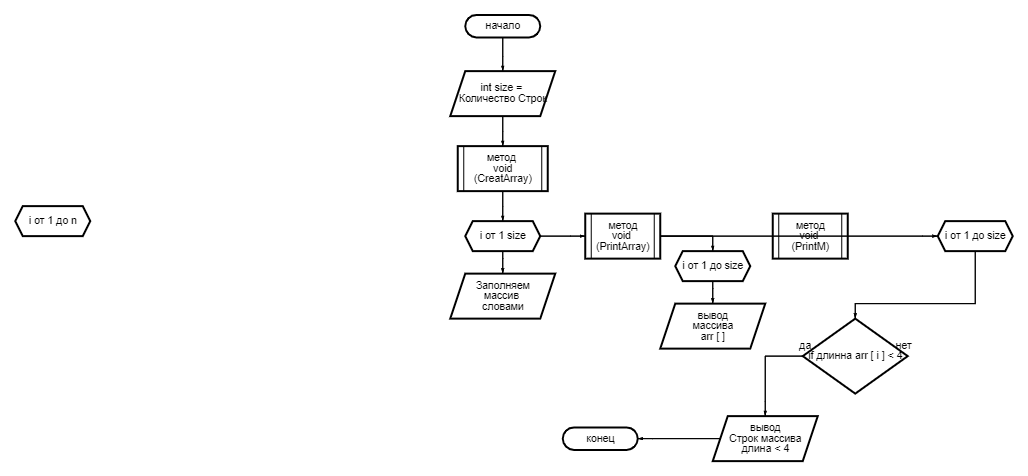 начало
int size =
Количество Строк
метод
void
(CreatArray)
i от 1 до n
i от 1 size
метод
void
(PrintArray)
метод
void
(PrintM)
i от 1 до size
i от 1 до size
Заполняем
массив
словами
вывод
массива
arr [ ]
да
нет
if длинна arr [ i ] < 4
вывод
Строк массива
длина < 4
конец